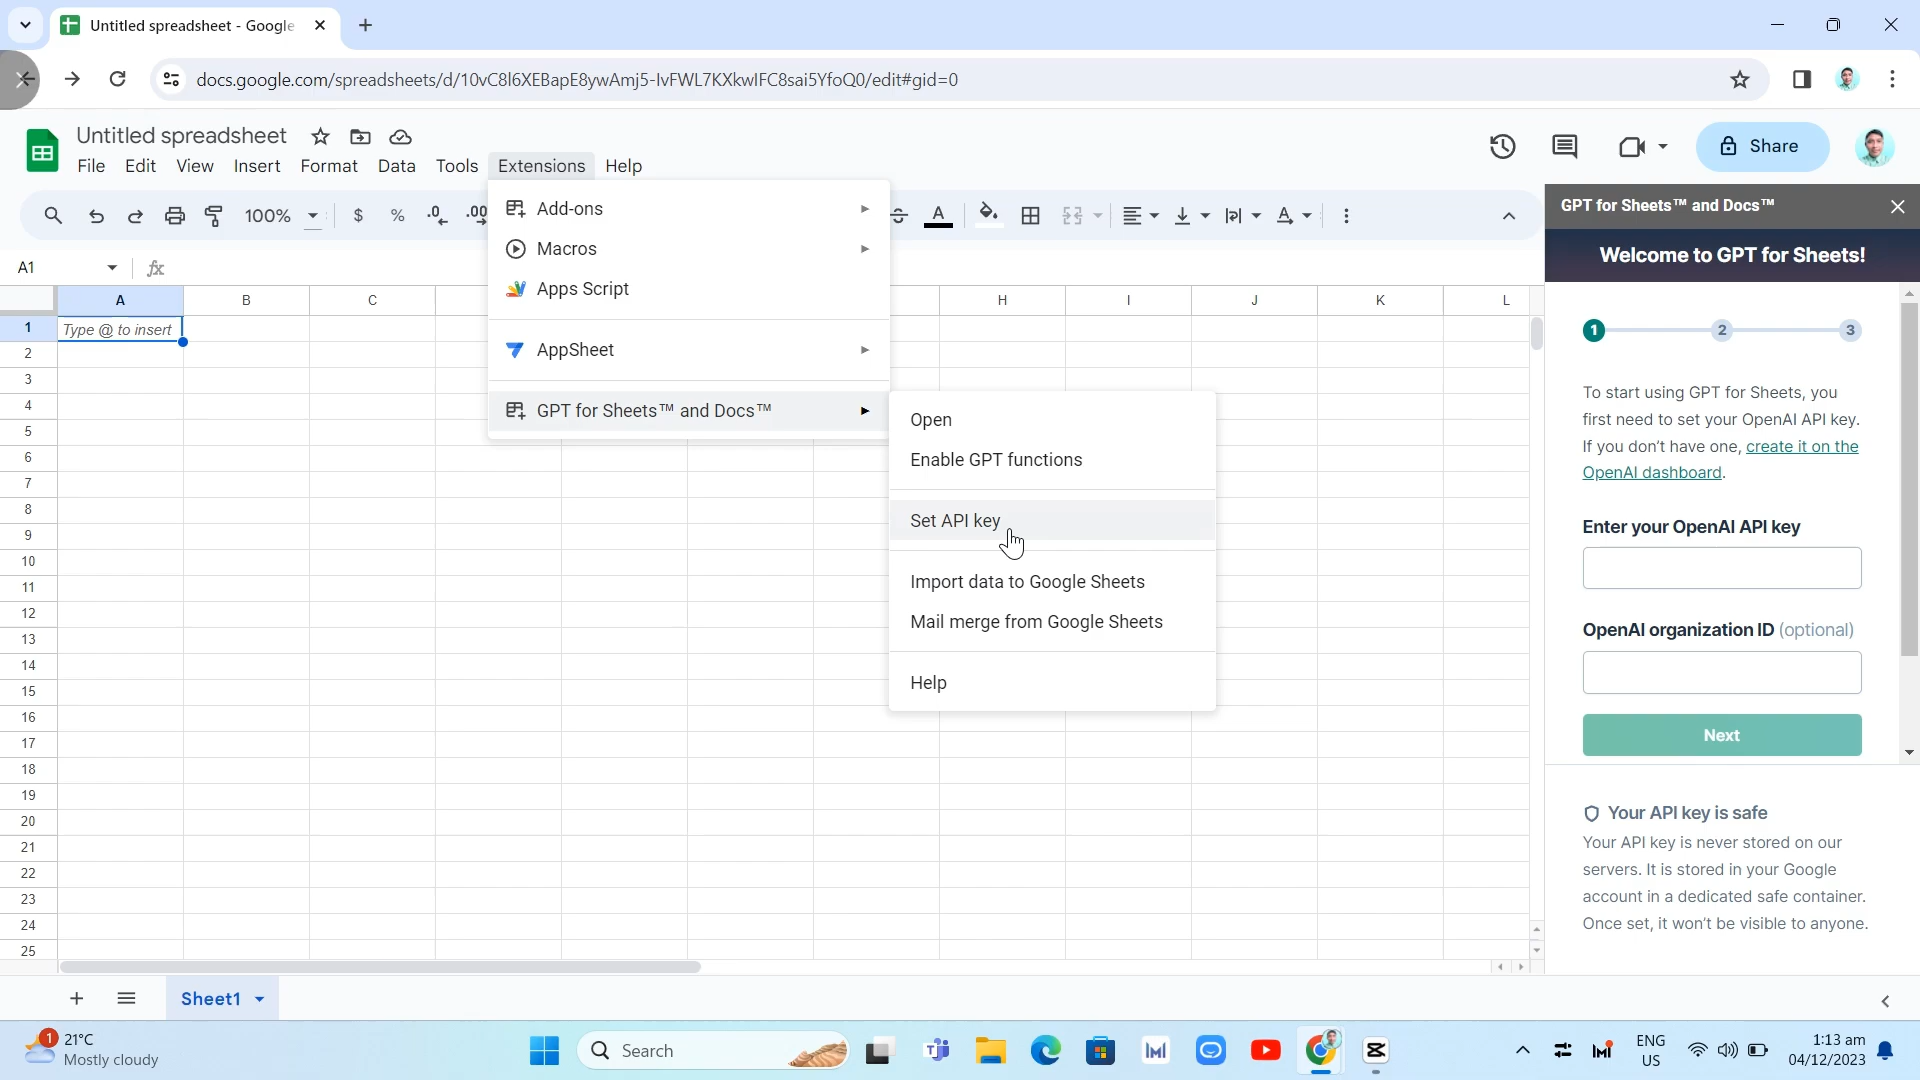 Untitled spreadsheet - Google
docs.google.com/spreadsheets/d/10vC8l6XEBapE8ywAmj5-IvFWL7KXkwIFC8sai5YfoQ0/edit#gid=0
Untitled spreadsheet
File Edit View Insert Format Data Tools Extensions Help
Share
100% $ % .0 .00 A
A1 fx
A B C H I J K L
1 Type @ to insert
2
3
4
5
6
7
8
9
10
11
12
13
14
15
16
17
18
19
20
21
22
23
24
25
Add-ons
Macros
Apps Script
AppSheet
GPT for Sheets™ and Docs™
Open
Enable GPT functions
Set API key
Import data to Google Sheets
Mail merge from Google Sheets
Help
GPT for Sheets™ and Docs™
Welcome to GPT for Sheets!
1 2 3
To start using GPT for Sheets, you
first need to set your OpenAI API key.
If you don't have one, create it on the
OpenAI dashboard.
Enter your OpenAI API key
OpenAI organization ID (optional)
Next
Your API key is safe
Your API key is never stored on our
servers. It is stored in your Google
account in a dedicated safe container.
Once set, it won't be visible to anyone.
Sheet1
1
21°C
Mostly cloudy
Search
ENG
US
1:13 am
04/12/2023